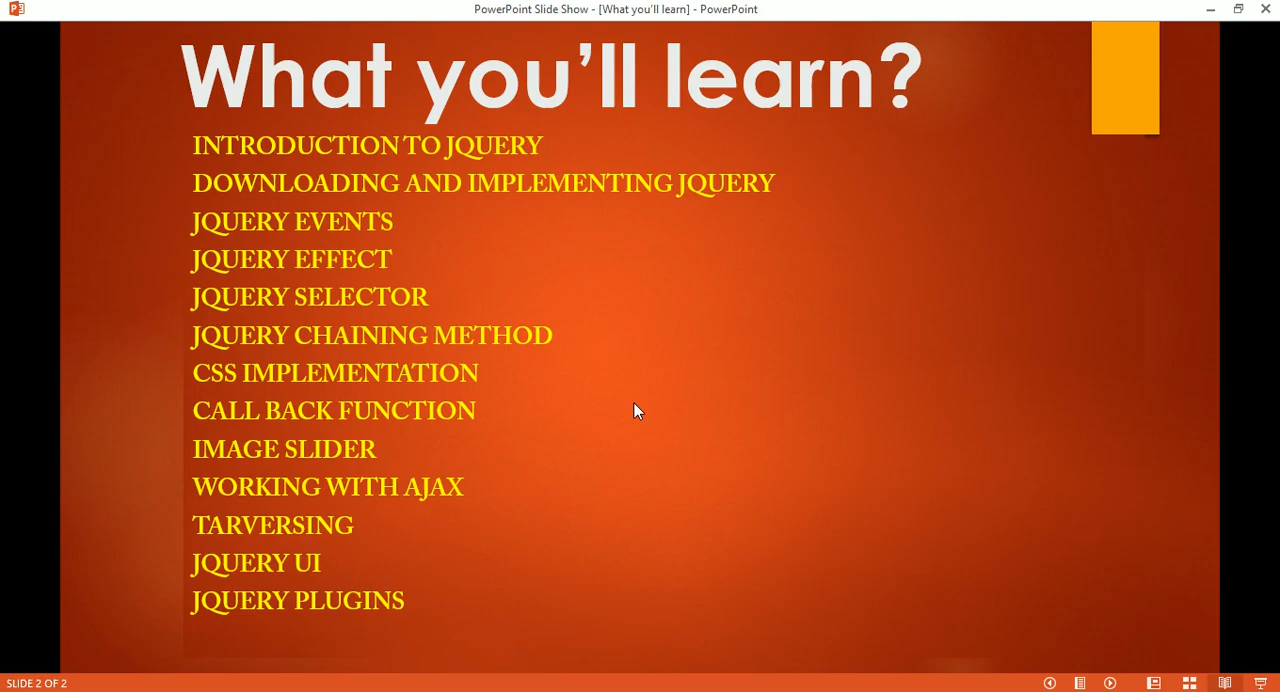 PowerPoint Slide Show - [What you'll learn] - PowerPoint
What you’ll learn?
INTRODUCTION TO JQUERY
DOWNLOADING AND IMPLEMENTING JQUERY
JQUERY EVENTS
JQUERY EFFECT
JQUERY SELECTOR
JQUERY CHAINING METHOD
CSS IMPLEMENTATION
CALL BACK FUNCTION
IMAGE SLIDER
WORKING WITH AJAX
TARVERSING
JQUERY UI
JQUERY PLUGINS
SLIDE 2 OF 2